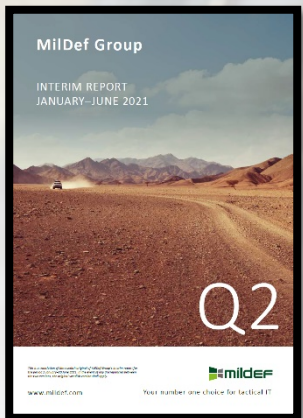 MilDef Group
INTERIM REPORT
JANUARY–JUNE 2021
Q2
mildef
www.mildef.com
Your number one choice for tactical IT